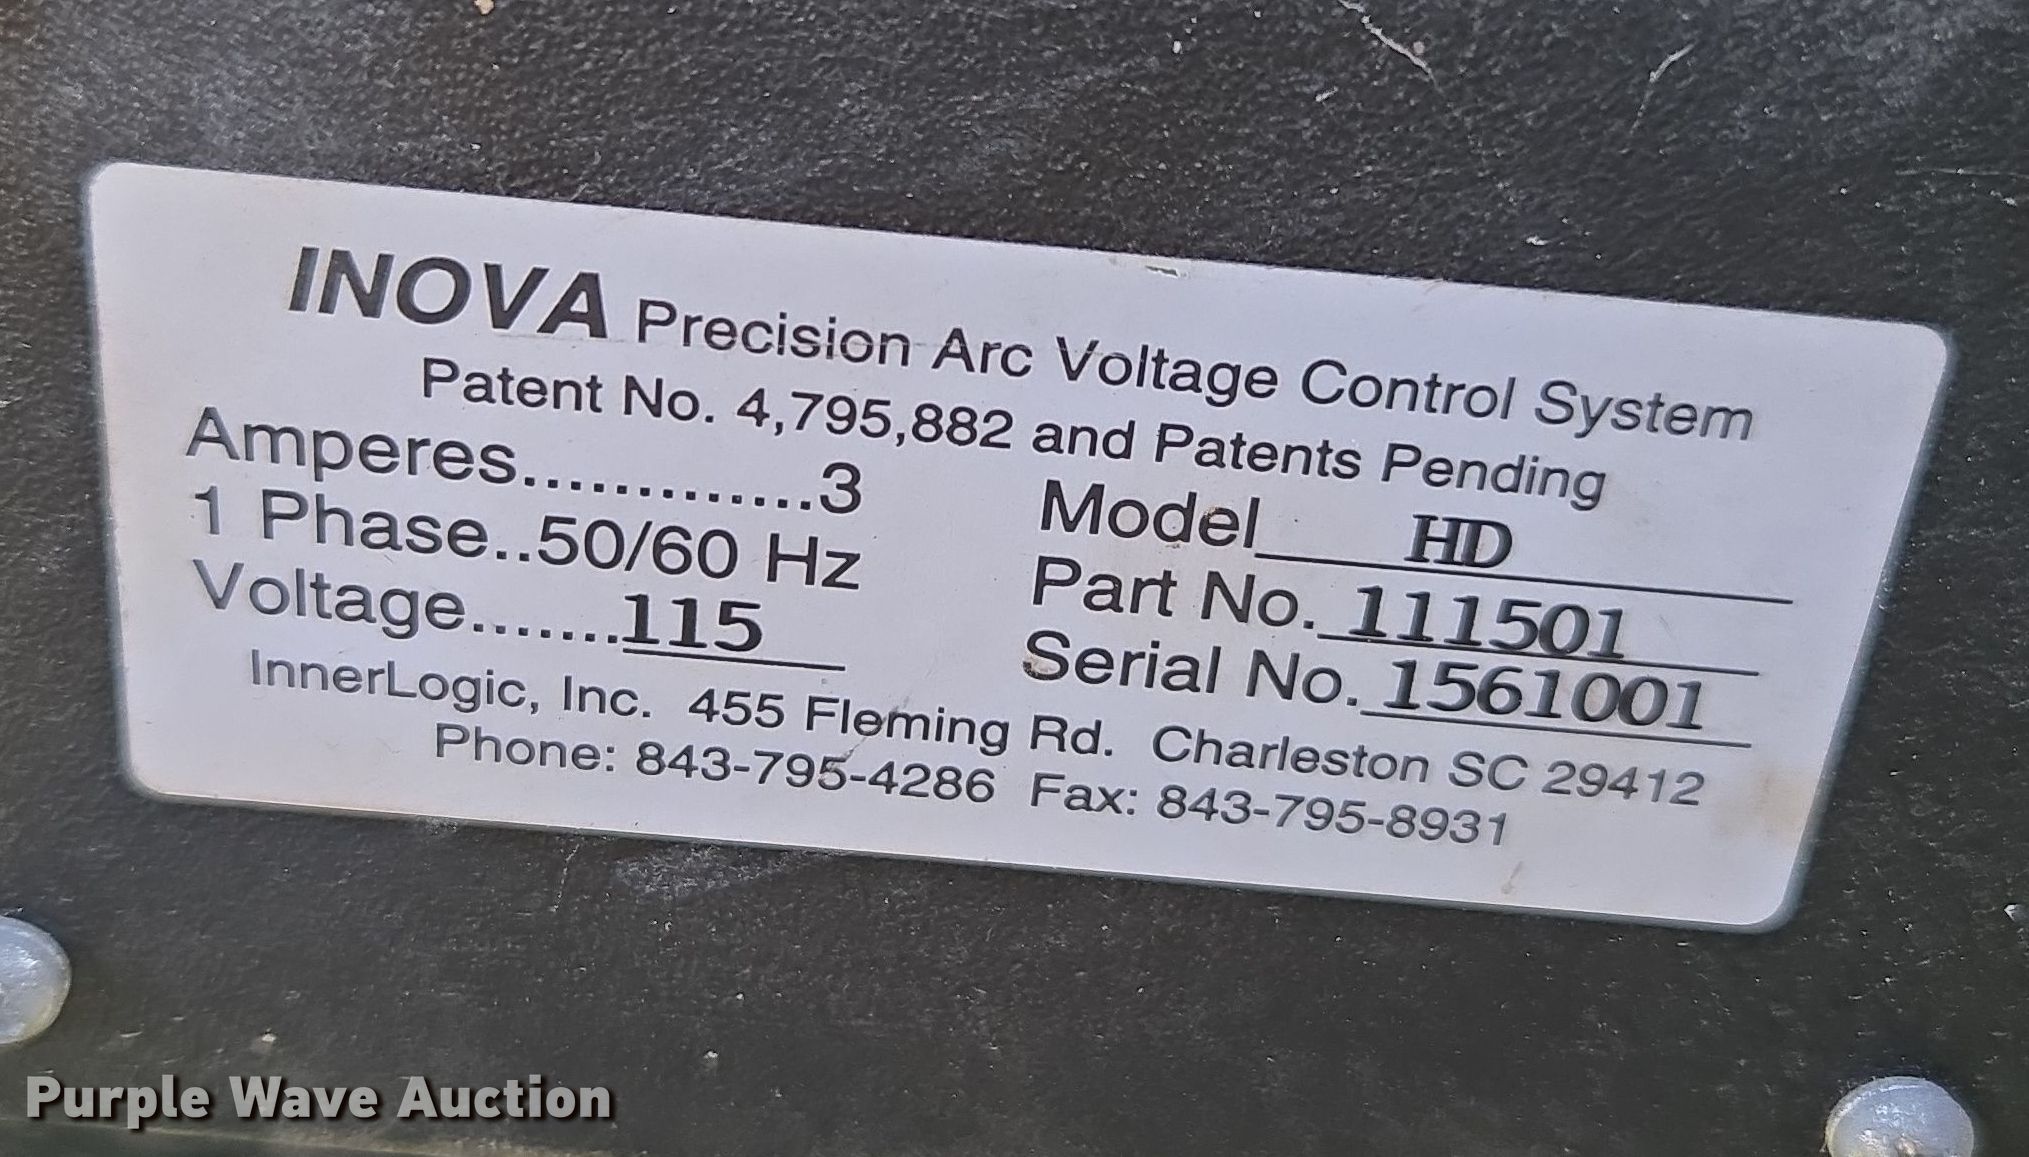 INOVA Precision Arc Voltage Control System
Patent No. 4,795,882 and Patents Pending
Amperes.............3
1 Phase..50/60 Hz
Voltage.......115
Model HD
Part No. 111501
Serial No. 1561001
InnerLogic, Inc. 455 Fleming Rd. Charleston SC 29412
Phone: 843-795-4286 Fax: 843-795-8931
Purple Wave Auction